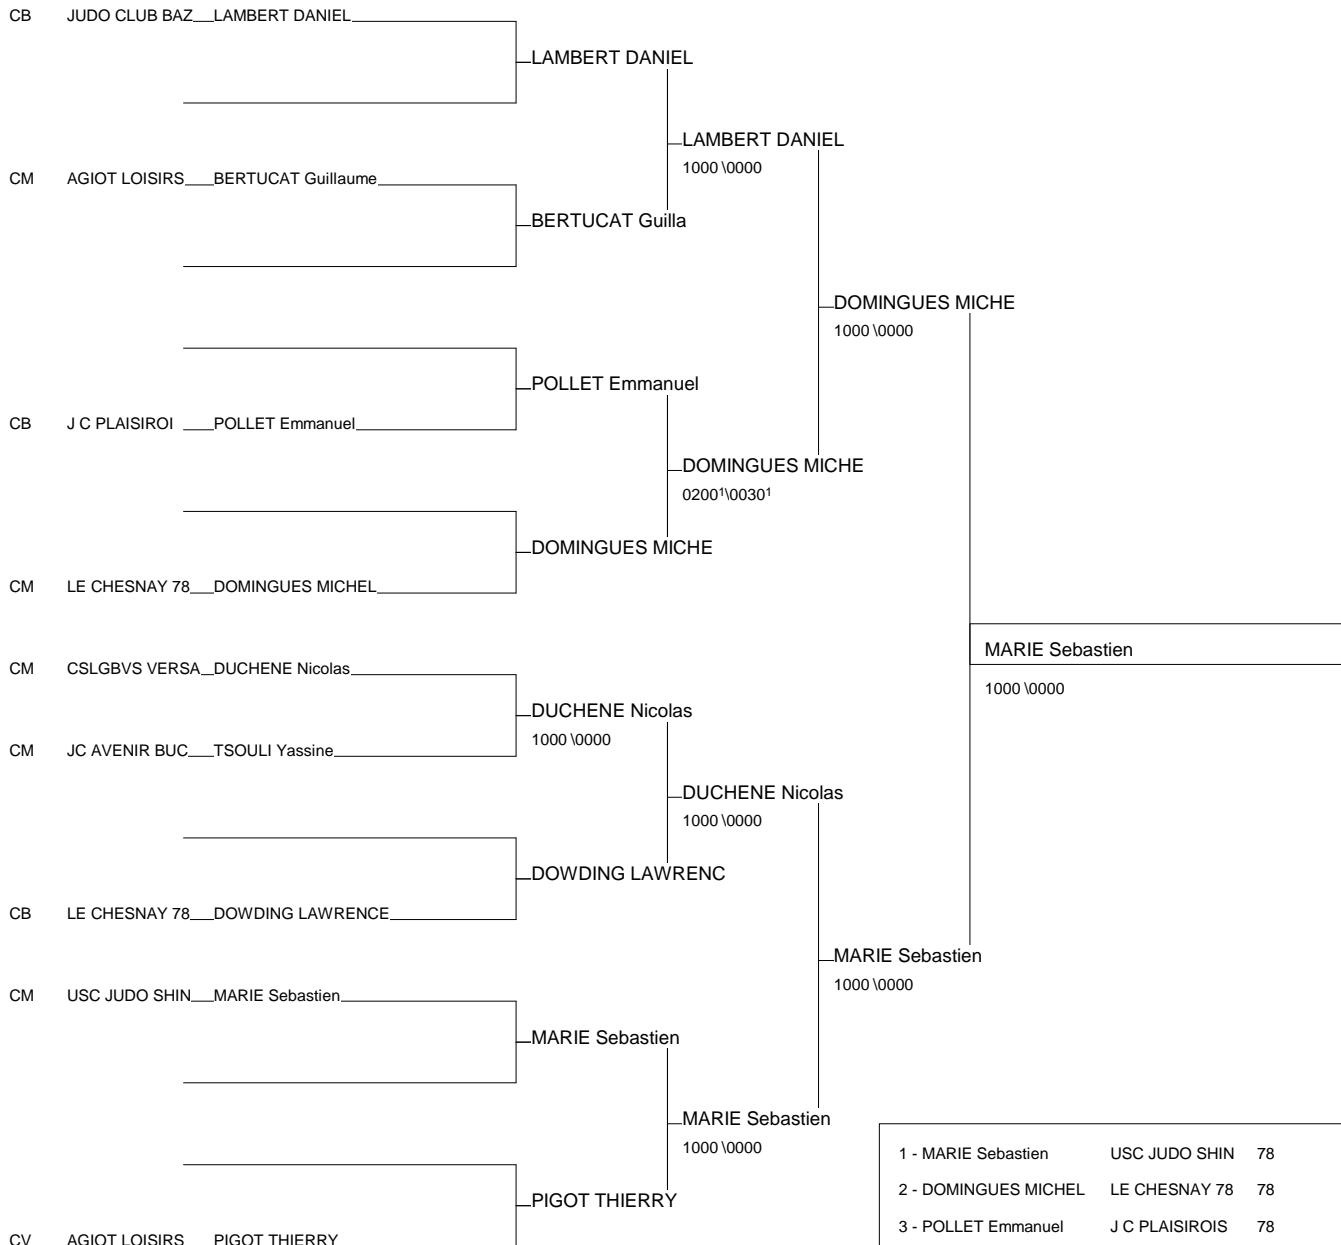 CB JUDO CLUB BAZ LAMBERT DANIEL
LAMBERT DANIEL
LAMBERT DANIEL
1000 \0000
CM AGIOT LOISIRS BERTUCAT Guillaume
BERTUCAT Guilla
DOMINGUES MICHE
1000 \0000
POLLET Emmanuel
CB J C PLAISIROI POLLET Emmanuel
DOMINGUES MICHE
0200¹\0030¹
DOMINGUES MICHE
CM LE CHESNAY 78 DOMINGUES MICHEL
MARIE Sebastien
1000 \0000
CM CSLGBVS VERSA DUCHENE Nicolas
DUCHENE Nicolas
1000 \0000
CM JC AVENIR BUC TSOULI Yassine
DUCHENE Nicolas
1000 \0000
DOWDING LAWRENC
CB LE CHESNAY 78 DOWDING LAWRENCE
MARIE Sebastien
1000 \0000
CM USC JUDO SHIN MARIE Sebastien
MARIE Sebastien
MARIE Sebastien
1000 \0000
PIGOT THIERRY
CV AGIOT LOISIRS PIGOT THIERRY
1 - MARIE Sebastien USC JUDO SHIN 78
2 - DOMINGUES MICHEL LE CHESNAY 78 78
3 - POLLET Emmanuel J C PLAISIROIS 78